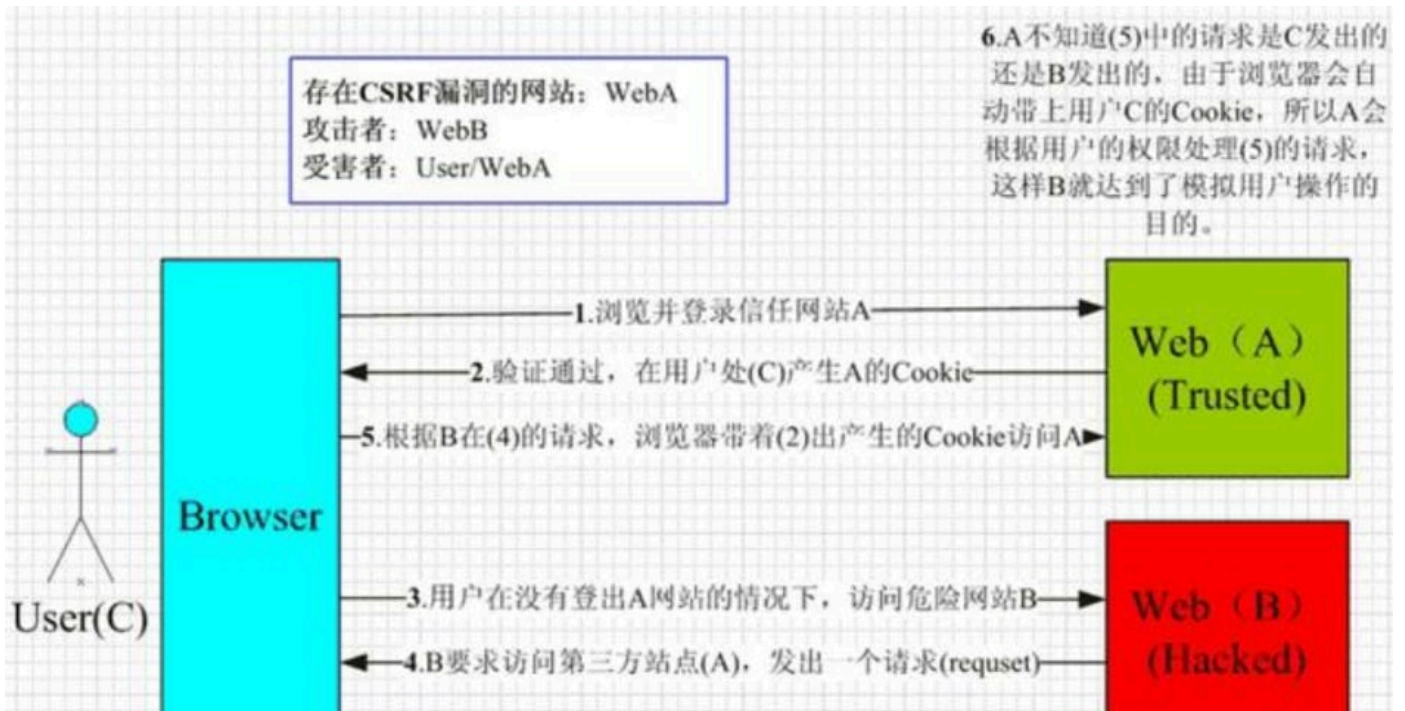 存在CSRF漏洞的网站：WebA
攻击者：WebB
受害者：User/WebA
6.A不知道(5)中的请求是C发出的
还是B发出的，由于浏览器会自
动带上用户C的Cookie，所以A会
根据用户的权限处理(5)的请求，
这样B就达到了模拟用户操作的
目的。
1.浏览并登录信任网站A
2.验证通过，在用户处(C)产生A的Cookie
5.根据B在(4)的请求，浏览器带着(2)出产生的Cookie访问A
Web（A）
(Trusted)
Browser
User(C)
3.用户在没有登出A网站的情况下，访问危险网站B
4.B要求访问第三方站点(A)，发出一个请求(requset)
Web（B）
(Hacked)